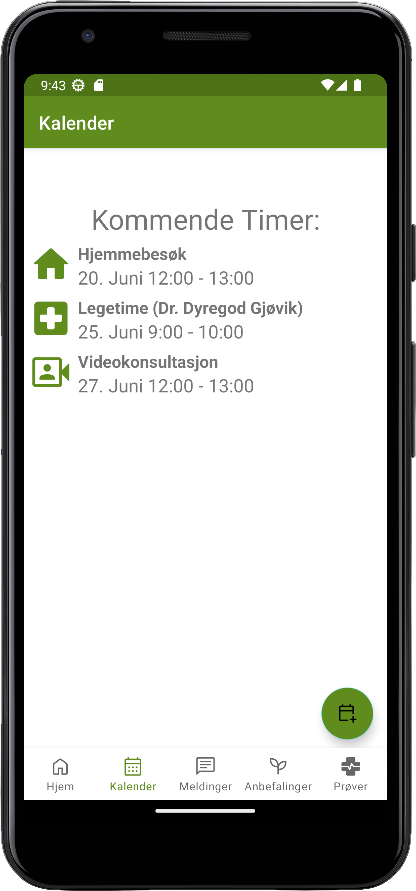 9:43
Kalender
Kommende Timer:
Hjemmebesøk
20. Juni 12:00 - 13:00
Legetime (Dr. Dyregod Gjøvik)
25. Juni 9:00 - 10:00
Videokonsultasjon
27. Juni 12:00 - 13:00
Hjem Kalender Meldinger Anbefalinger Prøver